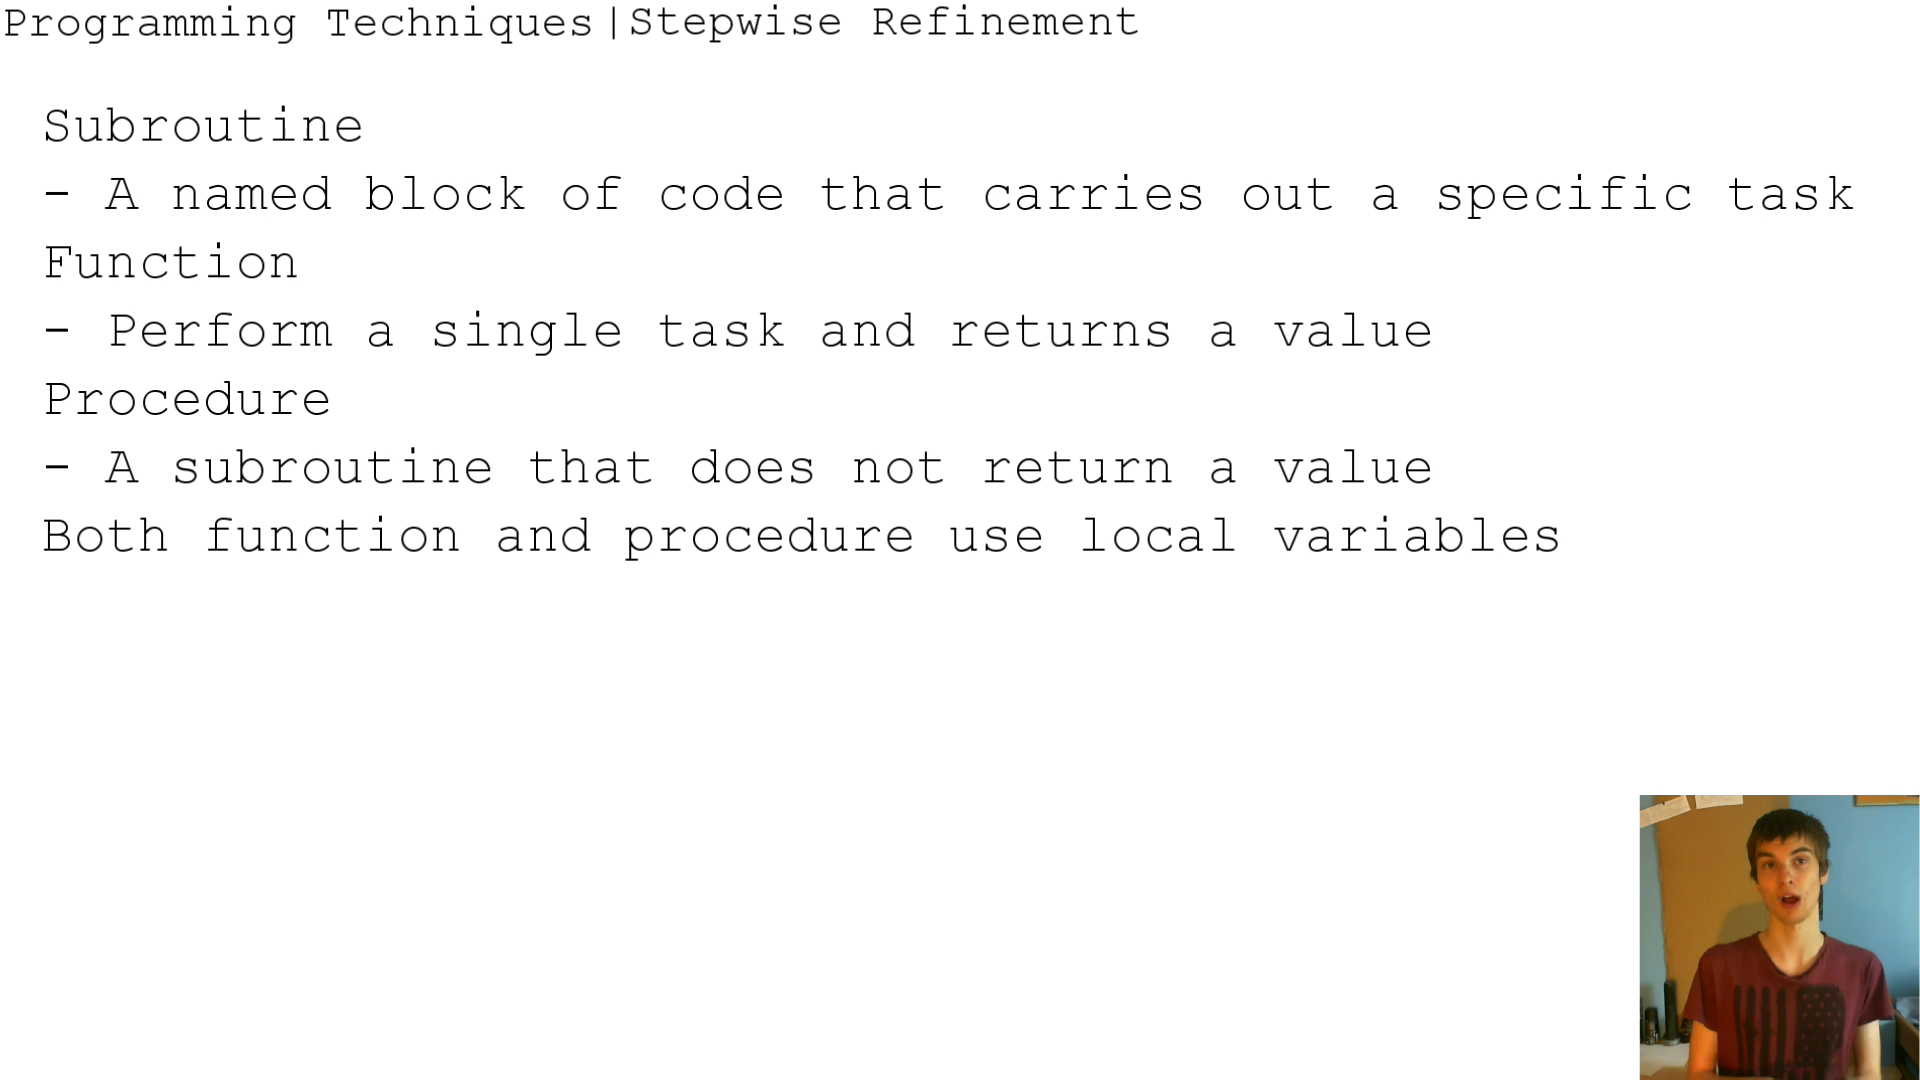 Programming Techniques|Stepwise Refinement
Subroutine
- A named block of code that carries out a specific task
Function
- Perform a single task and returns a value
Procedure
- A subroutine that does not return a value
Both function and procedure use local variables